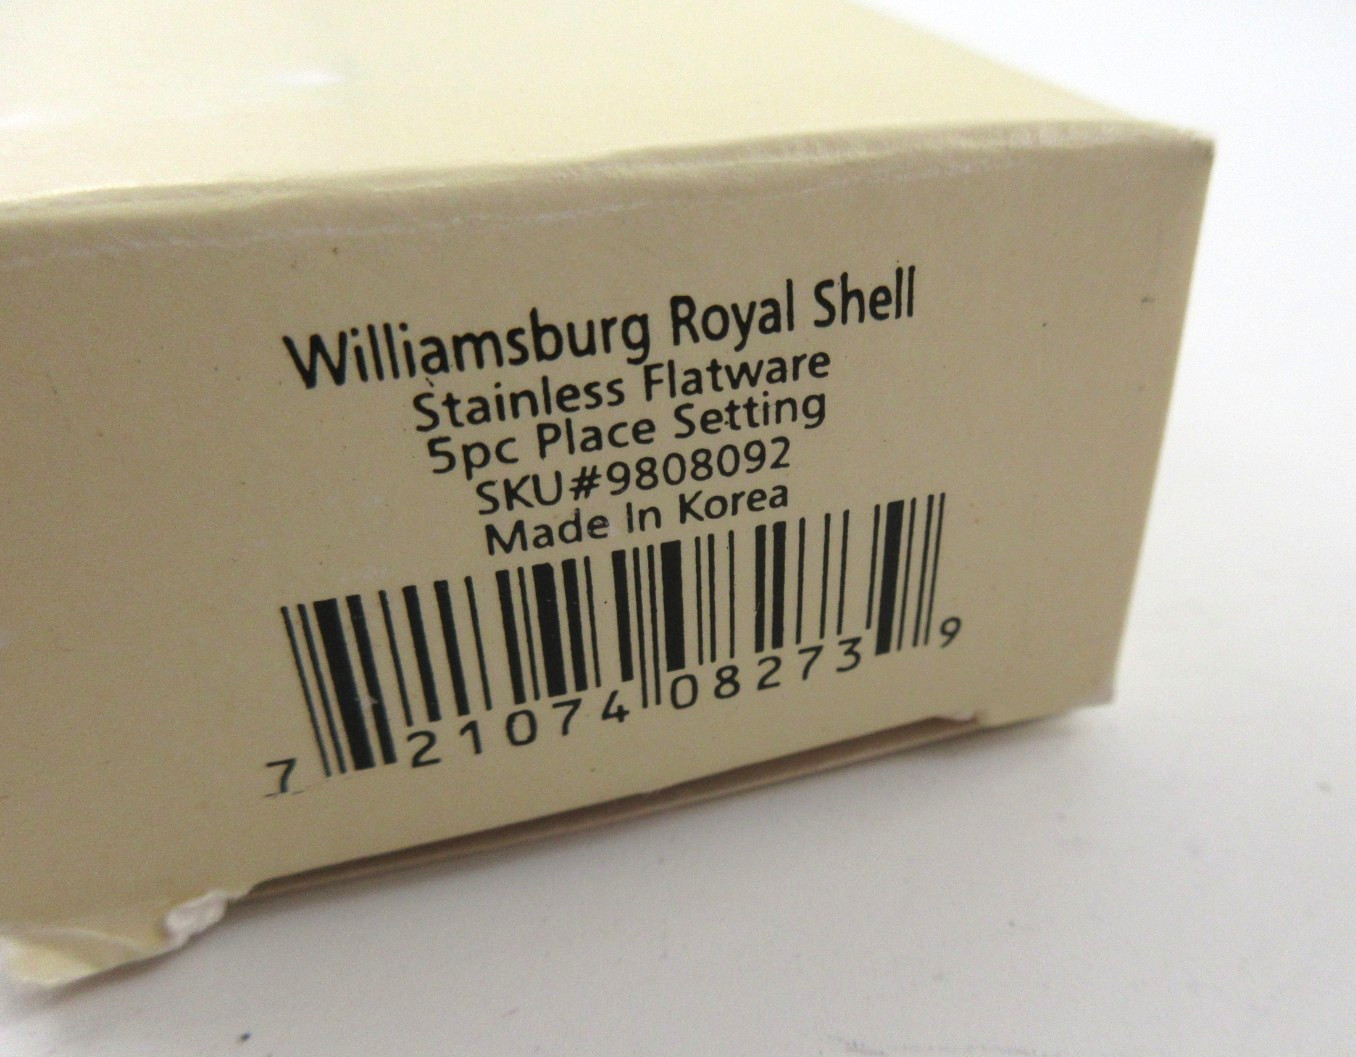 Williamsburg Royal Shell
Stainless Flatware
5pc Place Setting
SKU#9808092
Made In Korea
7 21074 08273 9